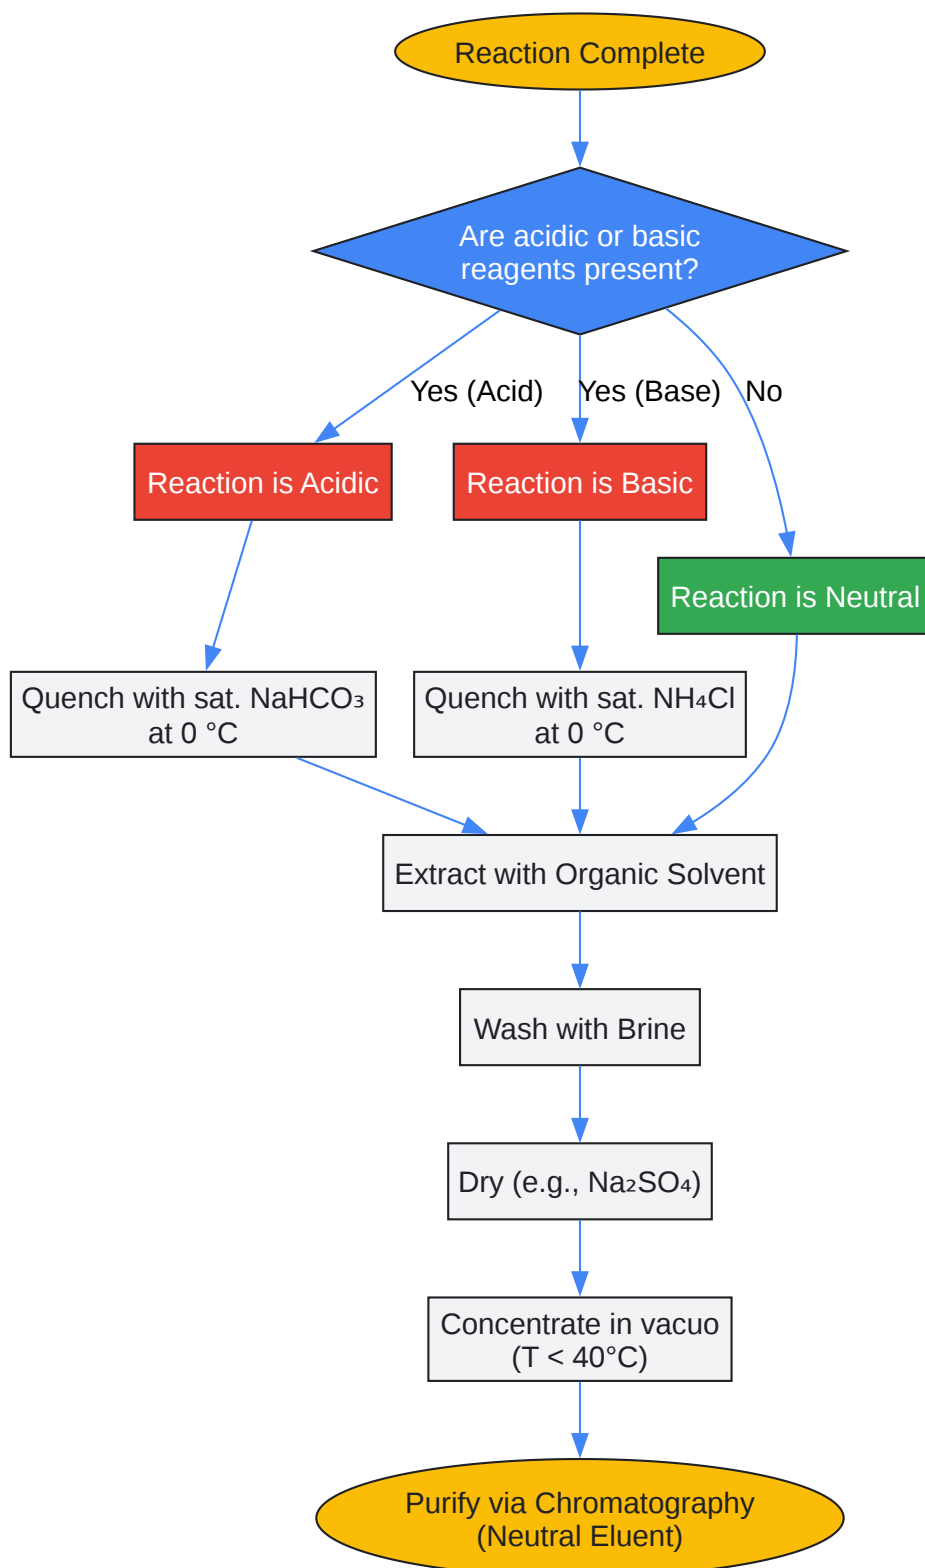 Reaction Complete
Are acidic or basic
reagents present?
Yes (Acid)
Yes (Base)
No
Reaction is Acidic
Reaction is Basic
Reaction is Neutral
Quench with sat. NaHCO₃
at 0 °C
Quench with sat. NH₄Cl
at 0 °C
Extract with Organic Solvent
Wash with Brine
Dry (e.g., Na₂SO₄)
Concentrate in vacuo
(T < 40°C)
Purify via Chromatography
(Neutral Eluent)